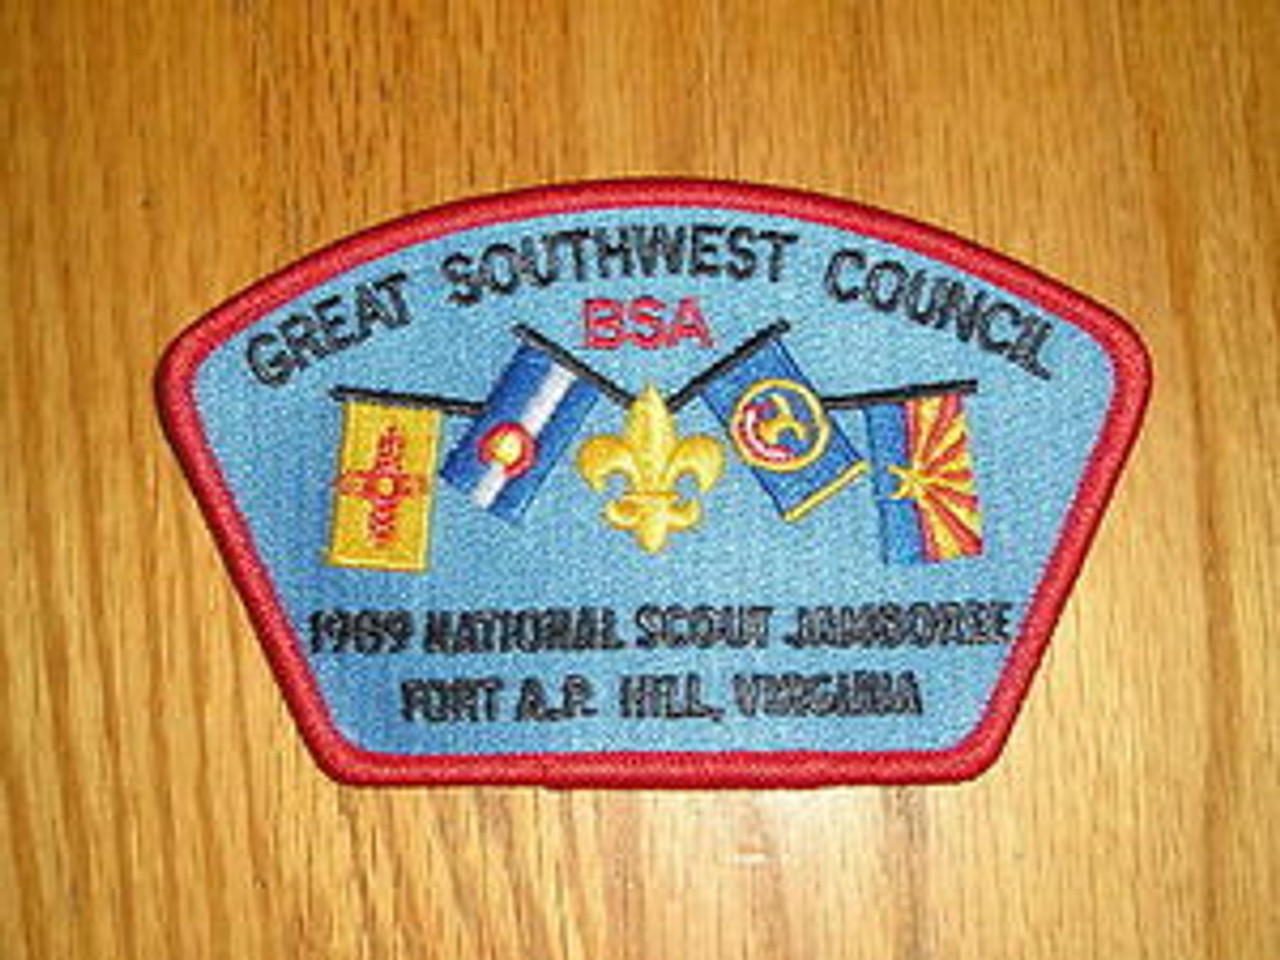 GREAT SOUTHWEST COUNCIL
BSA
1989 NATIONAL SCOUT JAMBOREE
FORT A.P. HILL, VIRGINIA